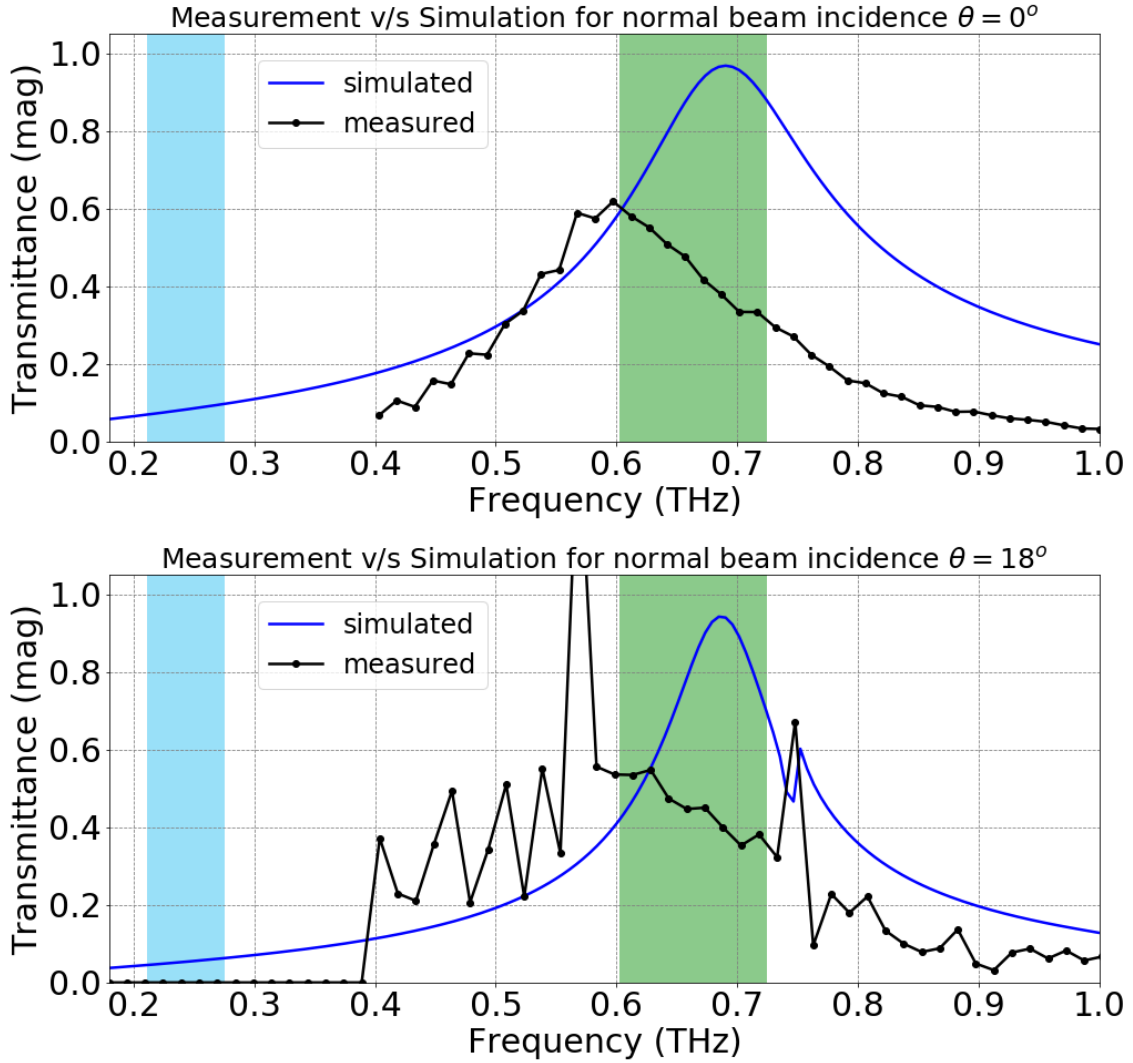 Measurement v/s Simulation for normal beam incidence θ = 0°
Transmittance (mag)
1.0
0.8
0.6
0.4
0.2
0.0
simulated
measured
0.2 0.3 0.4 0.5 0.6 0.7 0.8 0.9 1.0
Frequency (THz)
Measurement v/s Simulation for normal beam incidence θ = 18°
Transmittance (mag)
1.0
0.8
0.6
0.4
0.2
0.0
simulated
measured
0.2 0.3 0.4 0.5 0.6 0.7 0.8 0.9 1.0
Frequency (THz)